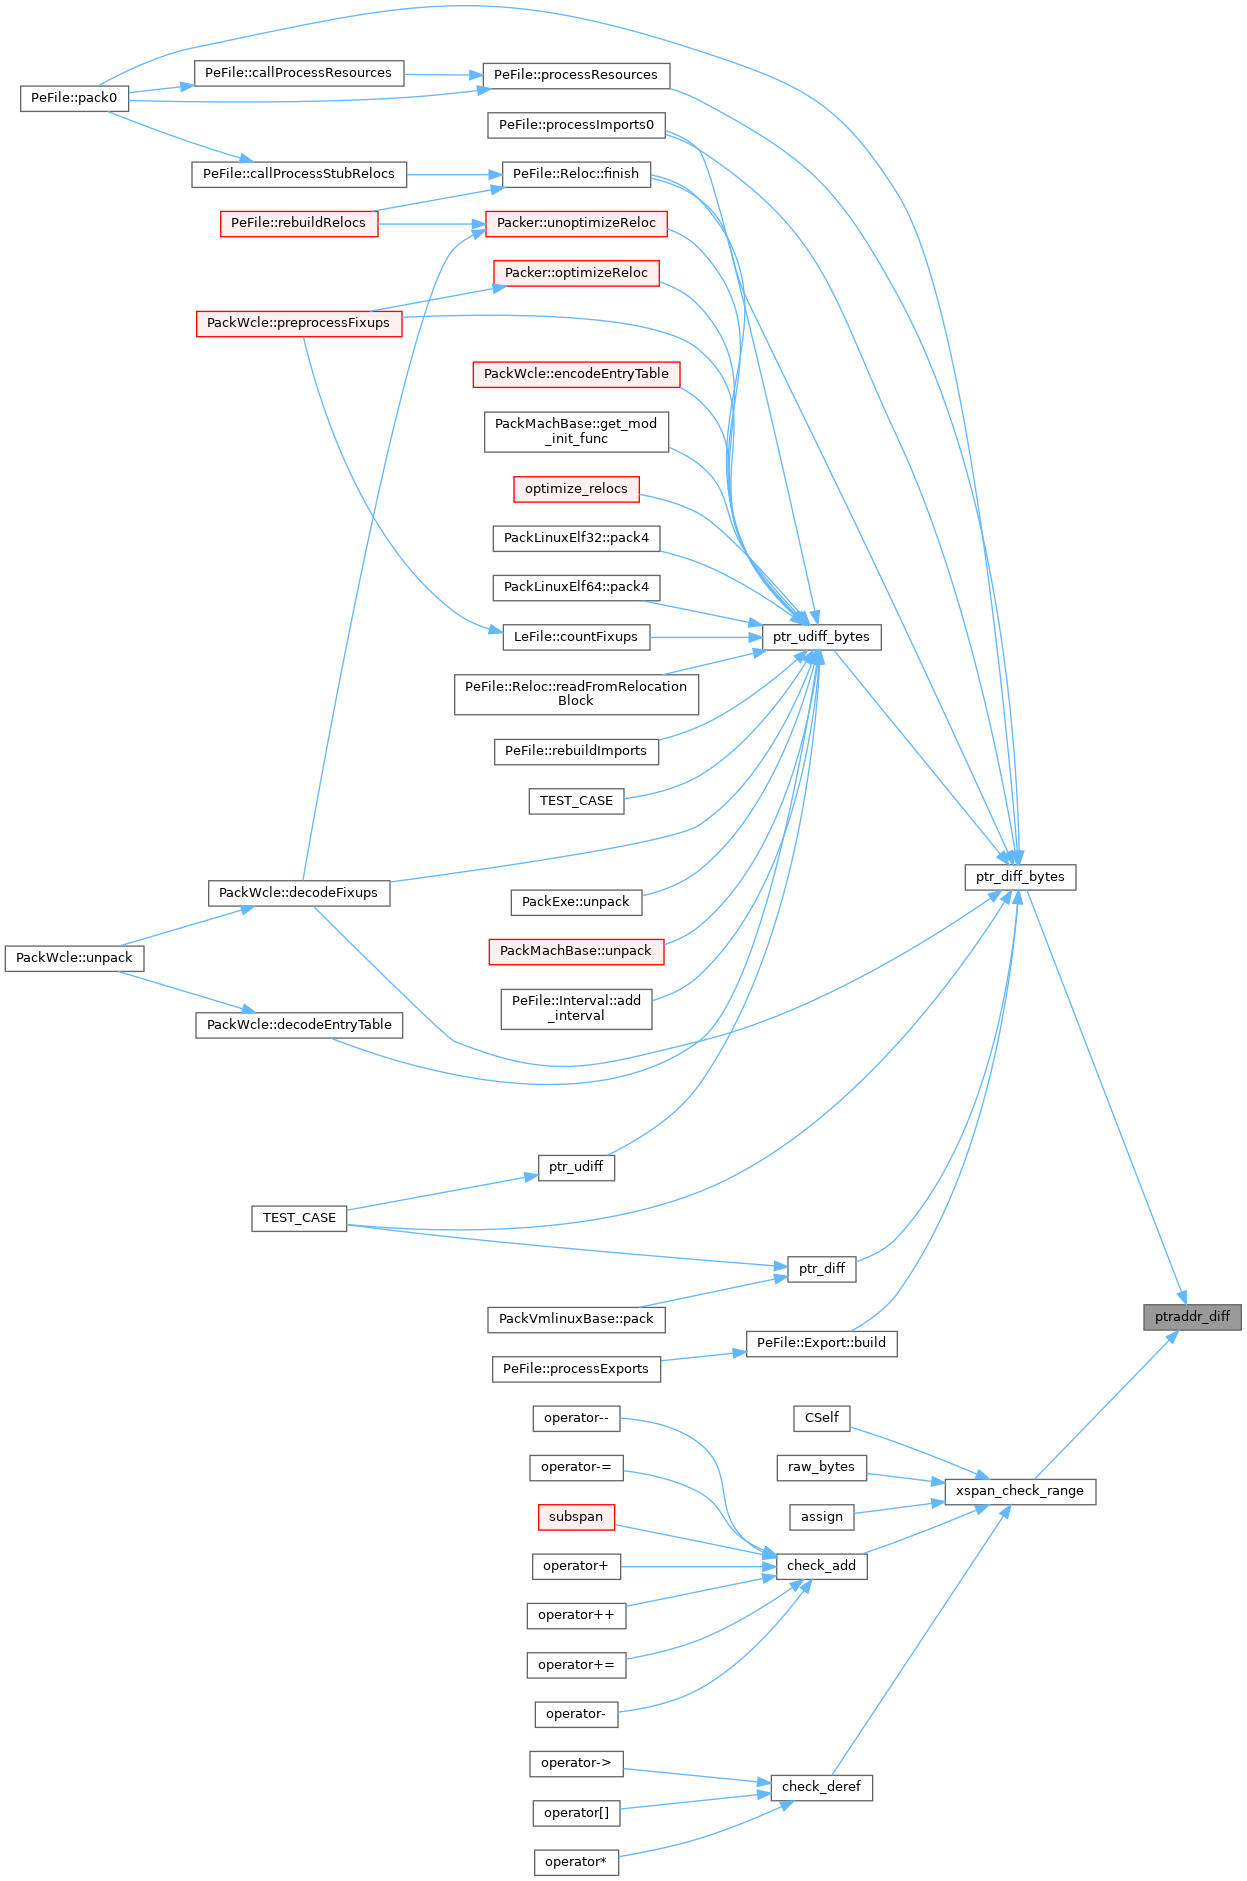 PeFile::callProcessResources
PeFile::processResources
PeFile::pack0
PeFile::processImports0
PeFile::callProcessStubRelocs
PeFile::Reloc::finish
PeFile::rebuildRelocs
Packer::unoptimizeReloc
Packer::optimizeReloc
PackWcle::preprocessFixups
PackWcle::encodeEntryTable
PackMachBase::get_mod
_init_func
optimize_relocs
PackLinuxElf32::pack4
PackLinuxElf64::pack4
LeFile::countFixups
ptr_udiff_bytes
PeFile::Reloc::readFromRelocation
Block
PeFile::rebuildImports
TEST_CASE
ptr_diff_bytes
PackWcle::decodeFixups
PackExe::unpack
PackMachBase::unpack
PackWcle::unpack
PeFile::Interval::add
_interval
PackWcle::decodeEntryTable
ptr_udiff
TEST_CASE
ptr_diff
ptraddr_diff
PackVmlinuxBase::pack
PeFile::Export::build
PeFile::processExports
operator--
CSelf
operator-=
raw_bytes
xspan_check_range
subspan
assign
operator+
check_add
operator++
operator+=
operator-
operator->
check_deref
operator[]
operator*